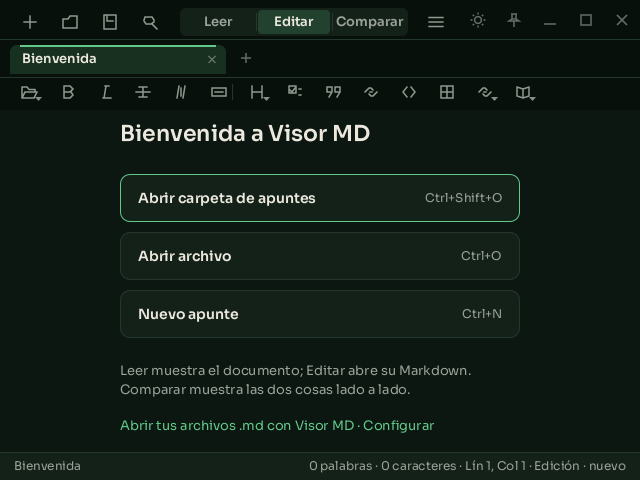 Leer Editar Comparar
Bienvenida
Bienvenida a Visor MD
Abrir carpeta de apuntes Ctrl+Shift+O
Abrir archivo Ctrl+O
Nuevo apunte Ctrl+N
Leer muestra el documento; Editar abre su Markdown.
Comparar muestra las dos cosas lado a lado.
Abrir tus archivos .md con Visor MD · Configurar
Bienvenida 0 palabras · 0 caracteres · Lín 1, Col 1 · Edición · nuevo